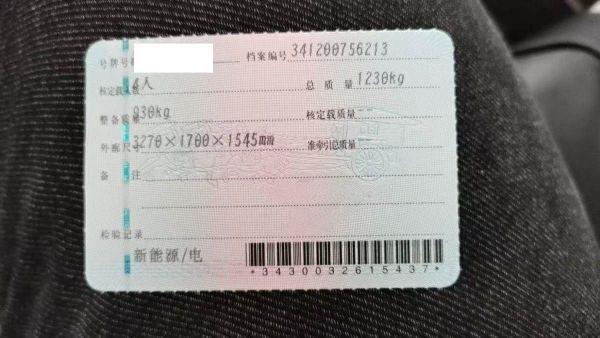 号牌号 档案编号 341200756213
核定载人数 4人 总质量 1230kg
整备质量 930kg 核定载质量
外廓尺寸 3270×1700×1545mm 准牵引总质量
备注
检验记录
新能源/电
*3430032615437*